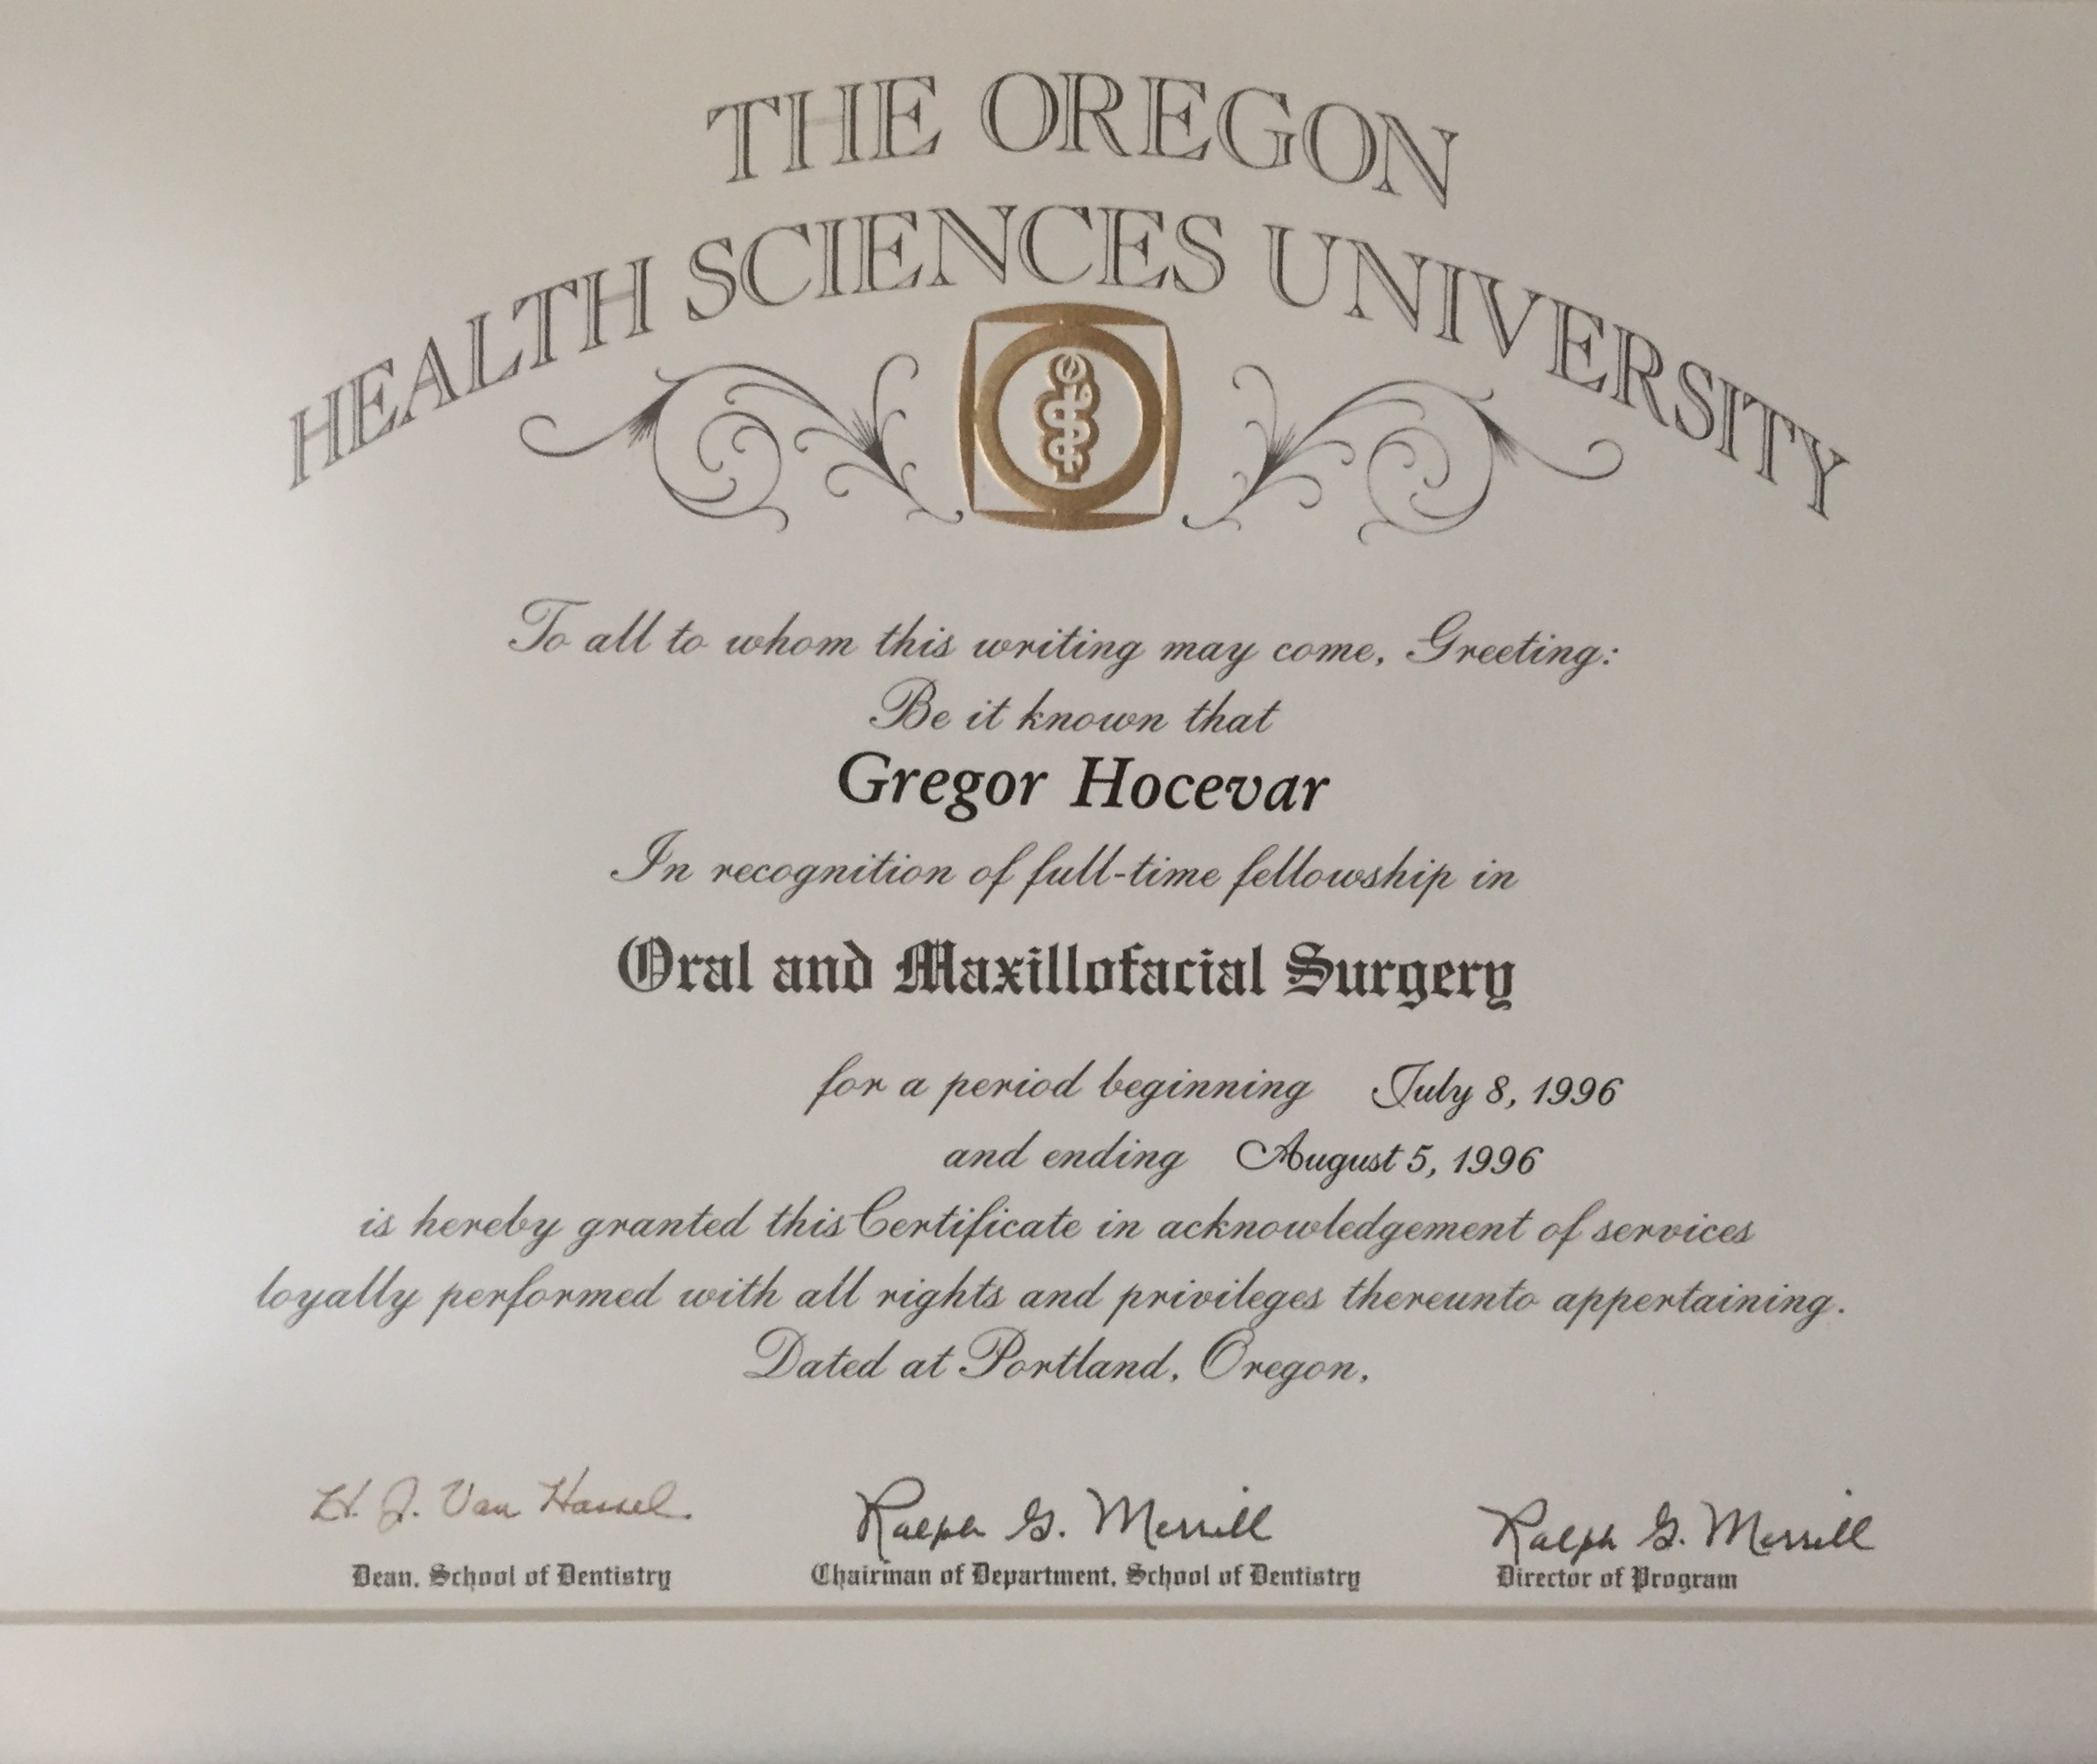 THE OREGON
HEALTH SCIENCES UNIVERSITY
To all to whom this writing may come, Greeting:
Be it known that
Gregor Hocevar
In recognition of full-time fellowship in
Oral and Maxillofacial Surgery
for a period beginning July 8, 1996
and ending August 5, 1996
is hereby granted this Certificate in acknowledgement of services
loyally performed with all rights and privileges thereunto appertaining.
Dated at Portland, Oregon,
H. J. Van Hassel. Ralph G. Merrill Ralph G. Merrill
Dean, School of Dentistry Chairman of Department, School of Dentistry Director of Program